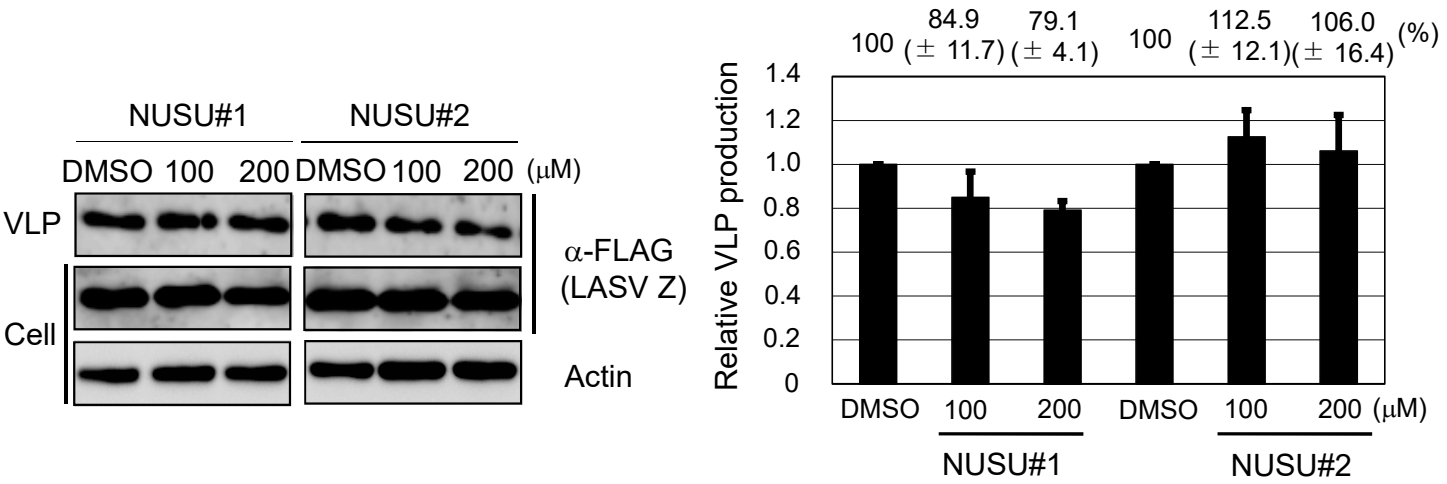 NUSU#1 NUSU#2
DMSO 100 200 DMSO 100 200 (μM)
VLP
Cell
α-FLAG
(LASV Z)
Actin
100 84.9 (± 11.7) 79.1 (± 4.1) 100 112.5 (± 12.1) 106.0 (± 16.4) (%)
Relative VLP production
1.4
1.2
1.0
0.8
0.6
0.4
0.2
0
DMSO 100 200 DMSO 100 200 (μM)
NUSU#1 NUSU#2